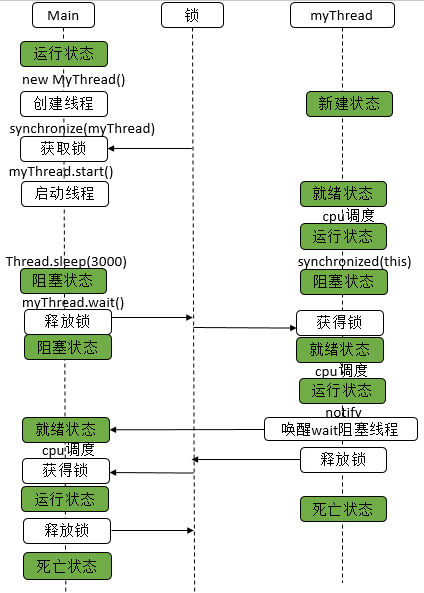 Main 锁 myThread
运行状态
new MyThread()
创建线程 新建状态
synchronize(myThread)
获取锁
myThread.start()
启动线程 就绪状态
cpu调度
运行状态
Thread.sleep(3000) synchronized(this)
阻塞状态 阻塞状态
myThread.wait()
释放锁 获得锁
阻塞状态 就绪状态
cpu调度
运行状态
notify
就绪状态 唤醒wait阻塞线程
cpu调度
获得锁 释放锁
运行状态 死亡状态
释放锁
死亡状态